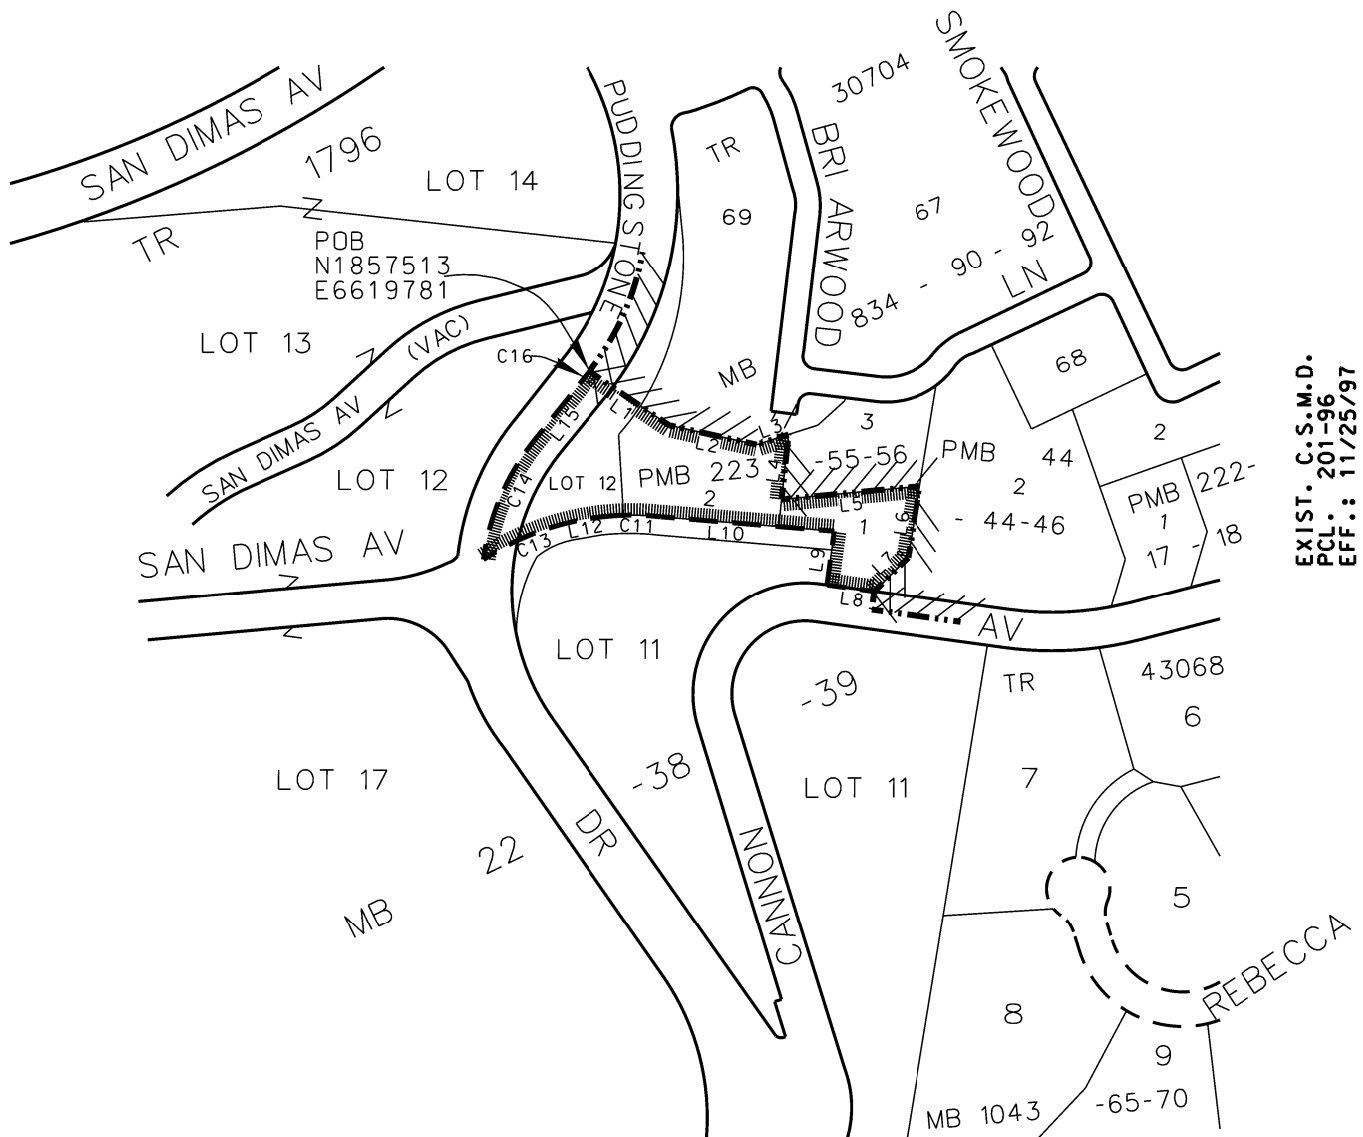 SAN DIMAS AV
1796
LOT 14
TR
POB
N1857513
E6619781
LOT 13
(VAC)
SAN DIMAS AV
LOT 12
SAN DIMAS AV
PUDDINGSTONE
DR
TR
69
MB
BRIARWOOD
30704
67
834 - 90 - 92
SMOKEWOOD
LN
68
C16
L1
L2
L3
L4
L5
L6
L7
L8
L9
L10
C11
L12
C13
C14
L15
LOT 12
PMB 223
2
-55-56
3
1
PMB 44
2
- 44-46
2
PMB 222-
1
17 - 18
AV
LOT 11
-38
-39
LOT 11
CANNON
LOT 17
22
MB
TR
43068
6
7
5
8
9
REBECCA
MB 1043
-65-70
EXIST. C.S.M.D.
PCL. 201-96
EFF.: 11/25/97